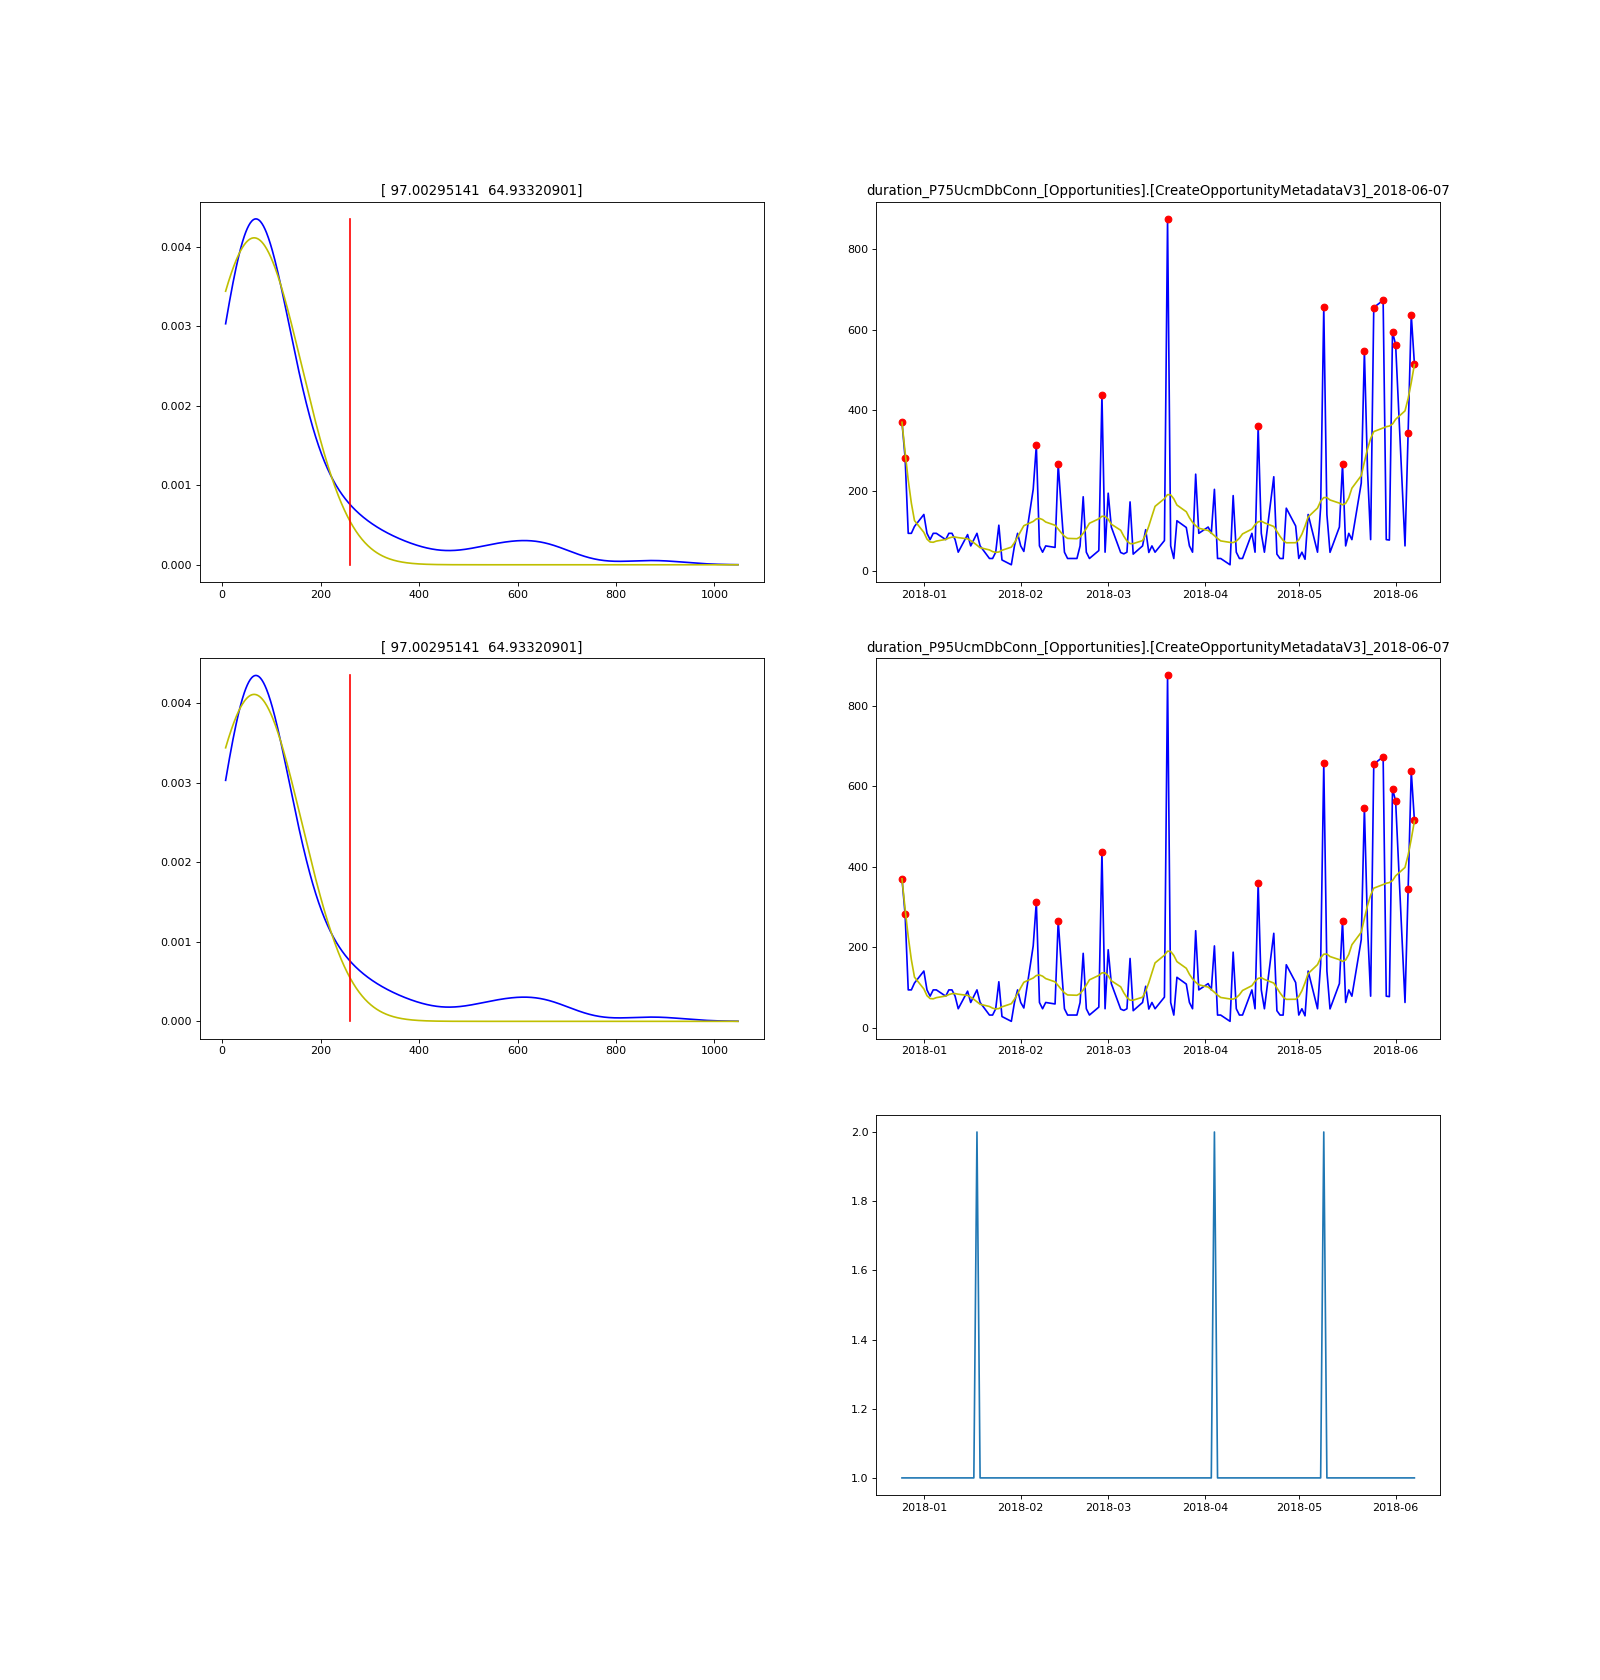 [ 97.00295141  64.93320901]
0.004
0.003
0.002
0.001
0.000
0 200 400 600 800 1000
duration_P75UcmDbConn_[Opportunities].[CreateOpportunityMetadataV3]_2018-06-07
800
600
400
200
0
2018-01 2018-02 2018-03 2018-04 2018-05 2018-06
[ 97.00295141  64.93320901]
0.004
0.003
0.002
0.001
0.000
0 200 400 600 800 1000
duration_P95UcmDbConn_[Opportunities].[CreateOpportunityMetadataV3]_2018-06-07
800
600
400
200
0
2018-01 2018-02 2018-03 2018-04 2018-05 2018-06
2.0
1.8
1.6
1.4
1.2
1.0
2018-01 2018-02 2018-03 2018-04 2018-05 2018-06